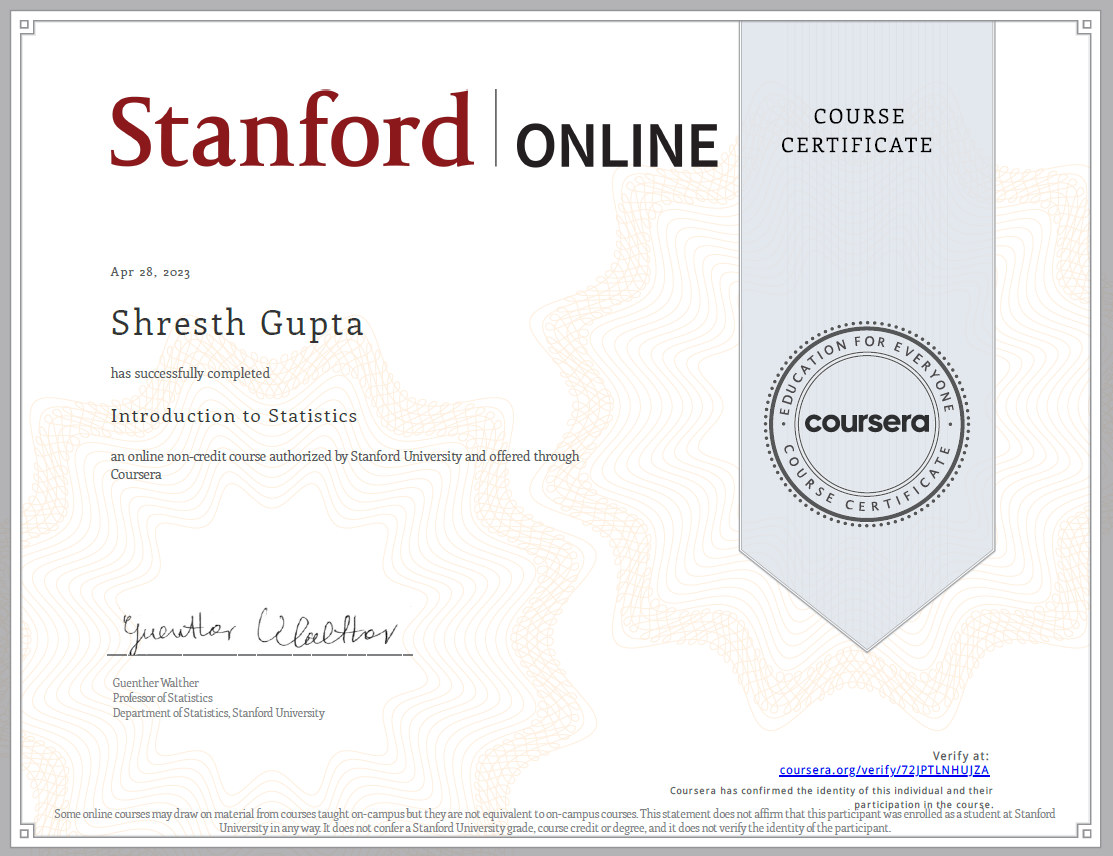 Stanford | ONLINE
COURSE
CERTIFICATE
Apr 28, 2023
Shresth Gupta
has successfully completed
Introduction to Statistics
an online non-credit course authorized by Stanford University and offered through
Coursera
EDUCATION FOR EVERYONE
coursera
COURSE CERTIFICATE
Guenther Walther
Guenther Walther
Professor of Statistics
Department of Statistics, Stanford University
Verify at:
coursera.org/verify/72JPTLNHUJZA
Coursera has confirmed the identity of this individual and their
participation in the course.
Some online courses may draw on material from courses taught on-campus but they are not equivalent to on-campus courses. This statement does not affirm that this participant was enrolled as a student at Stanford
University in any way. It does not confer a Stanford University grade, course credit or degree, and it does not verify the identity of the participant.